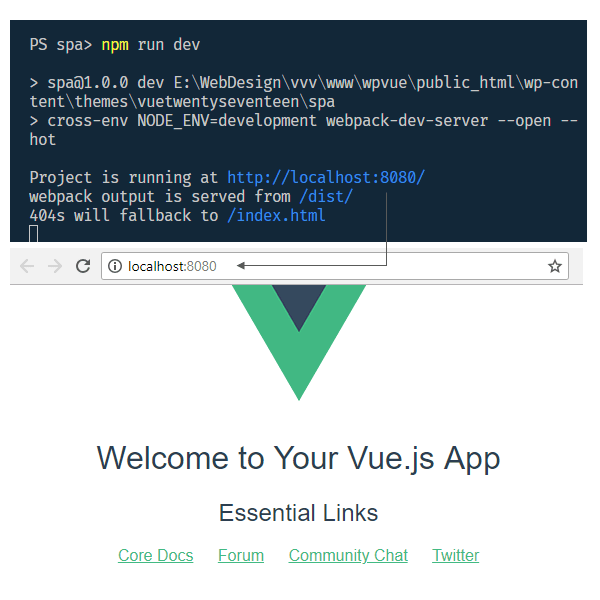 PS spa> npm run dev
> spa@1.0.0 dev E:\WebDesign\vvv\www\wpvue\public_html\wp-con
tent\themes\vuetwentyseventeen\spa
> cross-env NODE_ENV=development webpack-dev-server --open --
hot
Project is running at http://localhost:8080/
webpack output is served from /dist/
404s will fallback to /index.html
localhost:8080
Welcome to Your Vue.js App
Essential Links
Core Docs Forum Community Chat Twitter